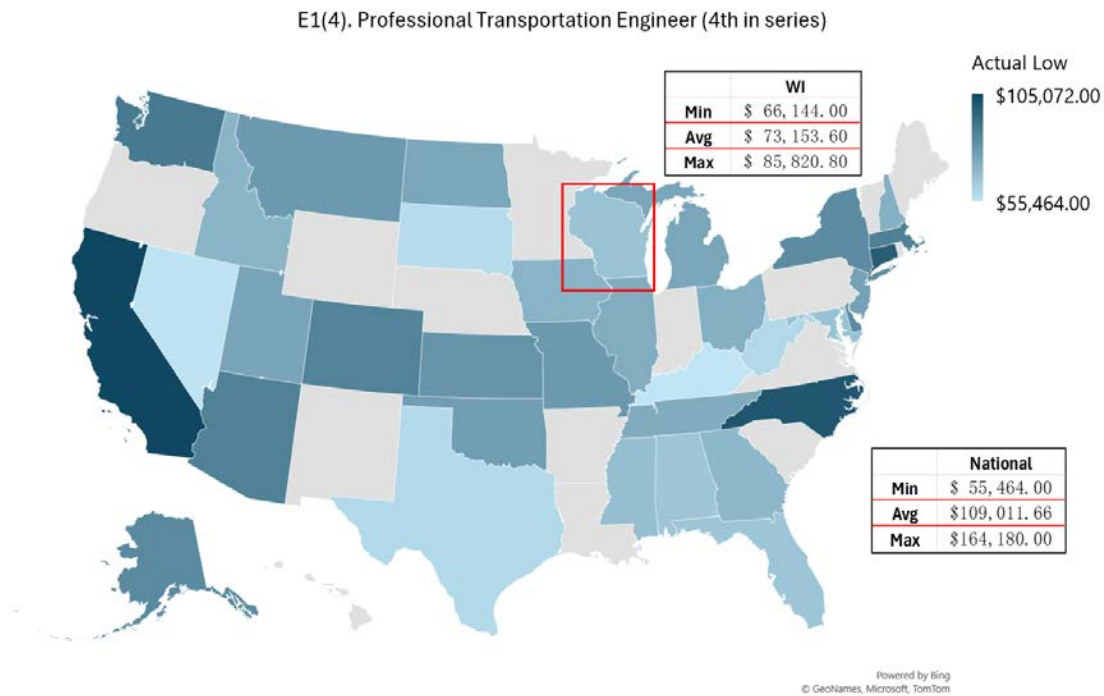 E1(4). Professional Transportation Engineer (4th in series)
Actual Low
$105,072.00
$55,464.00
WI
Min $ 66,144.00
Avg $ 73,153.60
Max $ 85,820.80
National
Min $ 55,464.00
Avg $109,011.66
Max $164,180.00
Powered by Bing
© GeoNames, Microsoft, TomTom